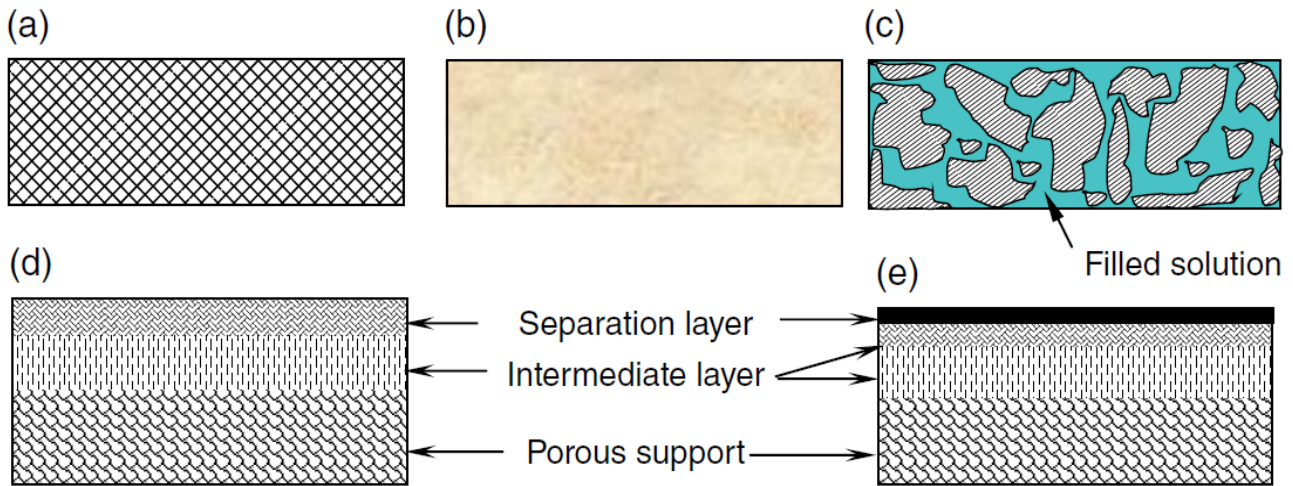 (a)
(b)
(c)
Filled solution
(d)
(e)
Separation layer
Intermediate layer
Porous support